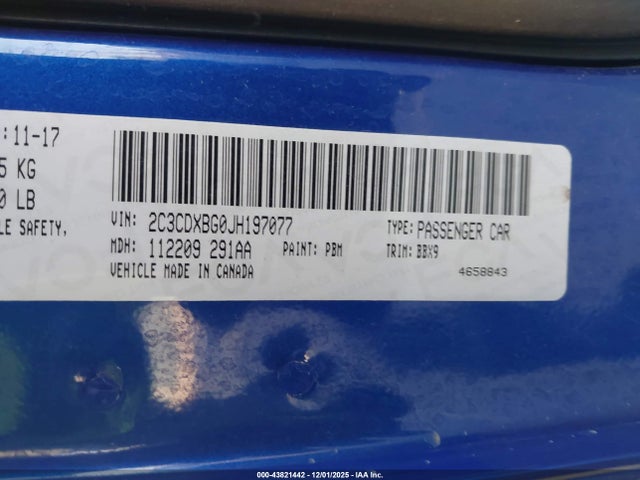 : 11-17
5 KG
0 LB
LE SAFETY,
VIN: 2C3CDXBG0JH197077 TYPE: PASSENGER CAR
MDH: 112209 291AA PAINT: PBM TRIM: BBX9
VEHICLE MADE IN CANADA 4658843
00-43821442 - 12/01/2025 - IAA Inc.